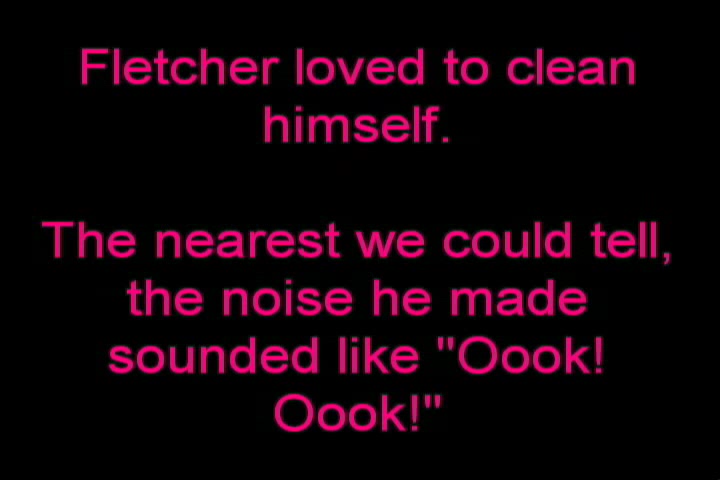 Fletcher loved to clean
himself.
The nearest we could tell,
the noise he made
sounded like "Oook!
Oook!"